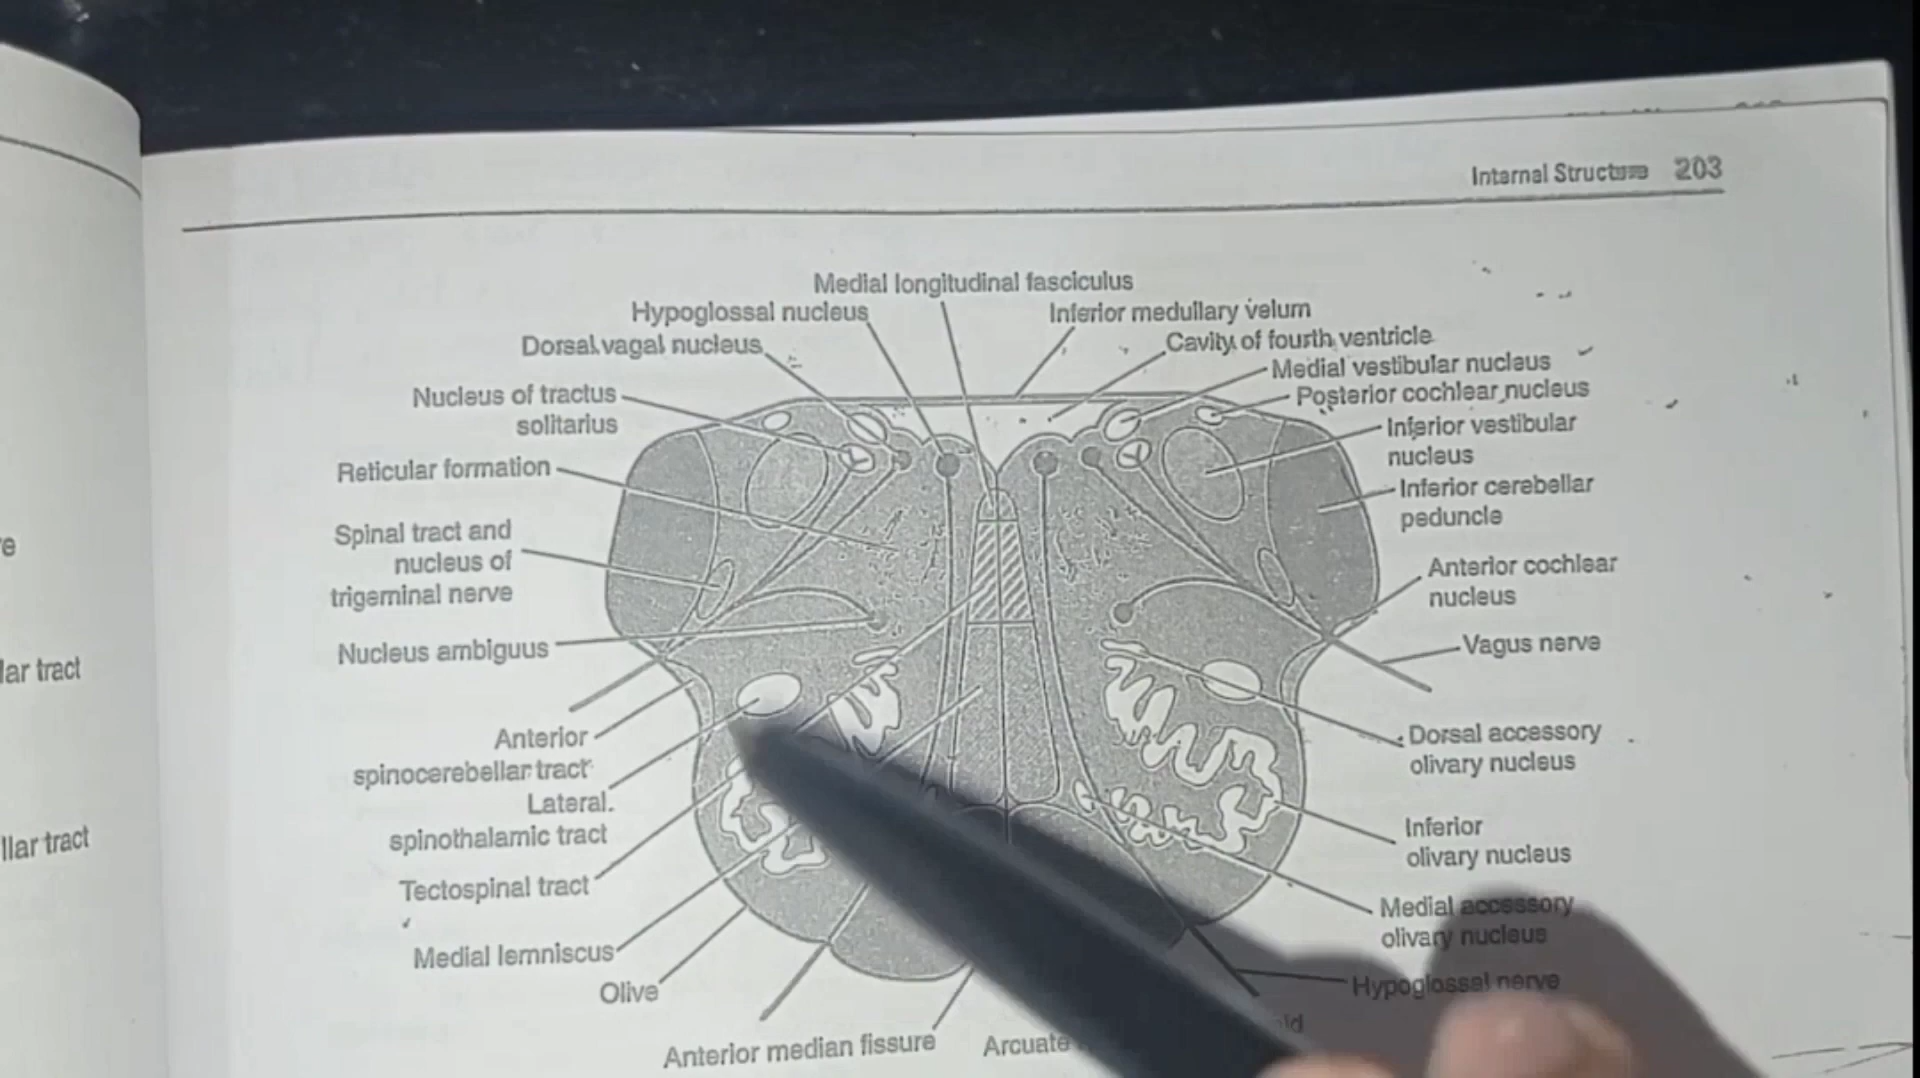 Internal Structure 203
Medial longitudinal fasciculus
Hypoglossal nucleus
Inferior medullary velum
Dorsal vagal nucleus
Cavity of fourth ventricle
Medial vestibular nucleus
Nucleus of tractus
solitarius
Posterior cochlear nucleus
Inferior vestibular
nucleus
Reticular formation
Inferior cerebellar
peduncle
Spinal tract and
nucleus of
trigeminal nerve
Anterior cochlear
nucleus
Nucleus ambiguus
Vagus nerve
Anterior
spinocerebellar tract
Dorsal accessory
olivary nucleus
Lateral
spinothalamic tract
Inferior
olivary nucleus
Tectospinal tract
Medial accessory
olivary nucleus
Medial lemniscus
Hypoglossal nerve
Olive
Anterior median fissure
Arcuate
lar tract
llar tract